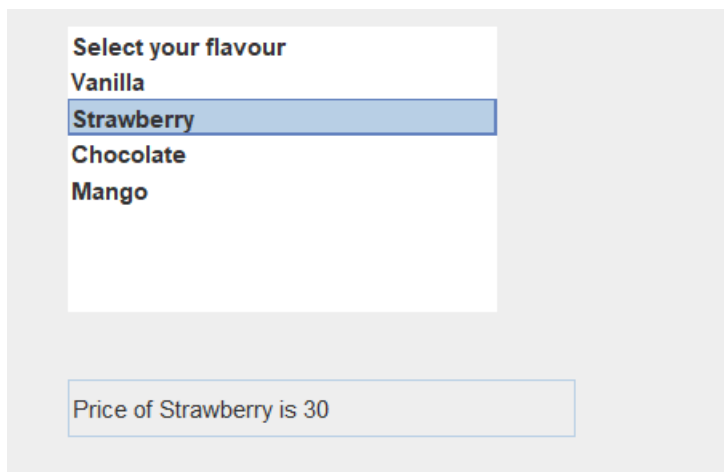 Select your flavour
Vanilla
Strawberry
Chocolate
Mango
Price of Strawberry is 30